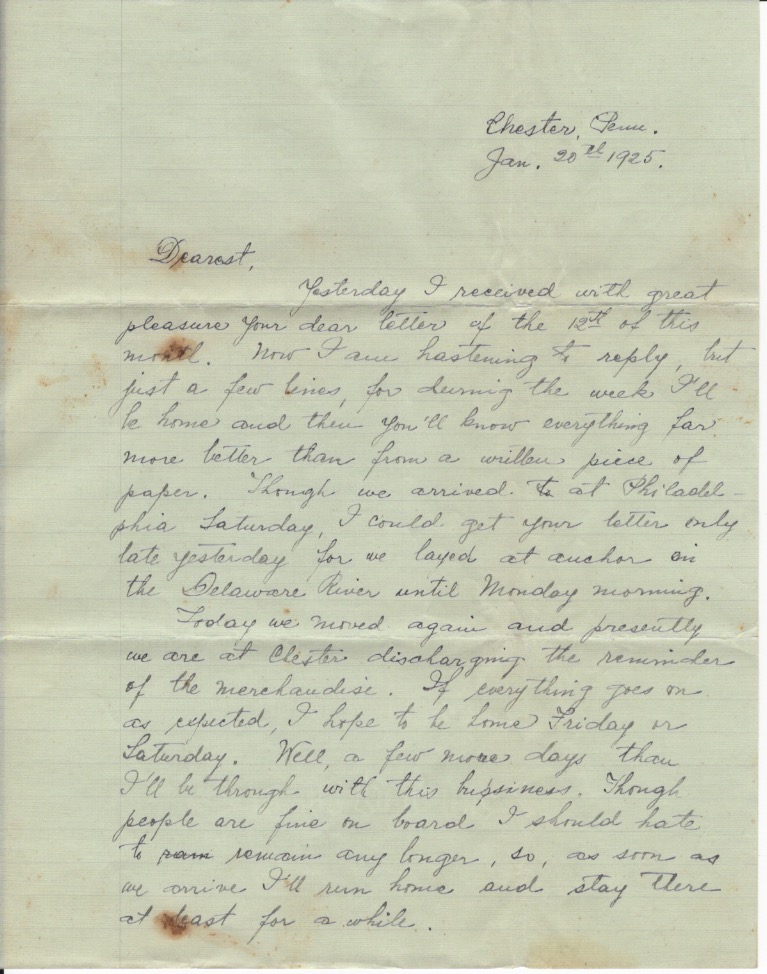 Chester, Penn.
Jan. 20th 1925.
Dearest,
Yesterday I received with great
pleasure your dear letter of the 12th of this
month. Now I am hastening to reply, but
just a few lines, for during the week I'll
be home and then you'll know everything far
more better than from a written piece of
paper. Though we arrived to at Philadel-
phia Saturday, I could get your letter only
late yesterday for we layed at anchor in
the Delaware River until Monday morning.
Today we moved again and presently
we are at Chester discharging the reminder
of the merchandise. If everything goes on
as expected, I hope to be home Friday or
Saturday. Well, a few more days than
I'll be through with this bussiness. Though
people are fine on board I should hate
to ram remain any longer, so, as soon as
we arrive I'll run home and stay there
at least for a while.